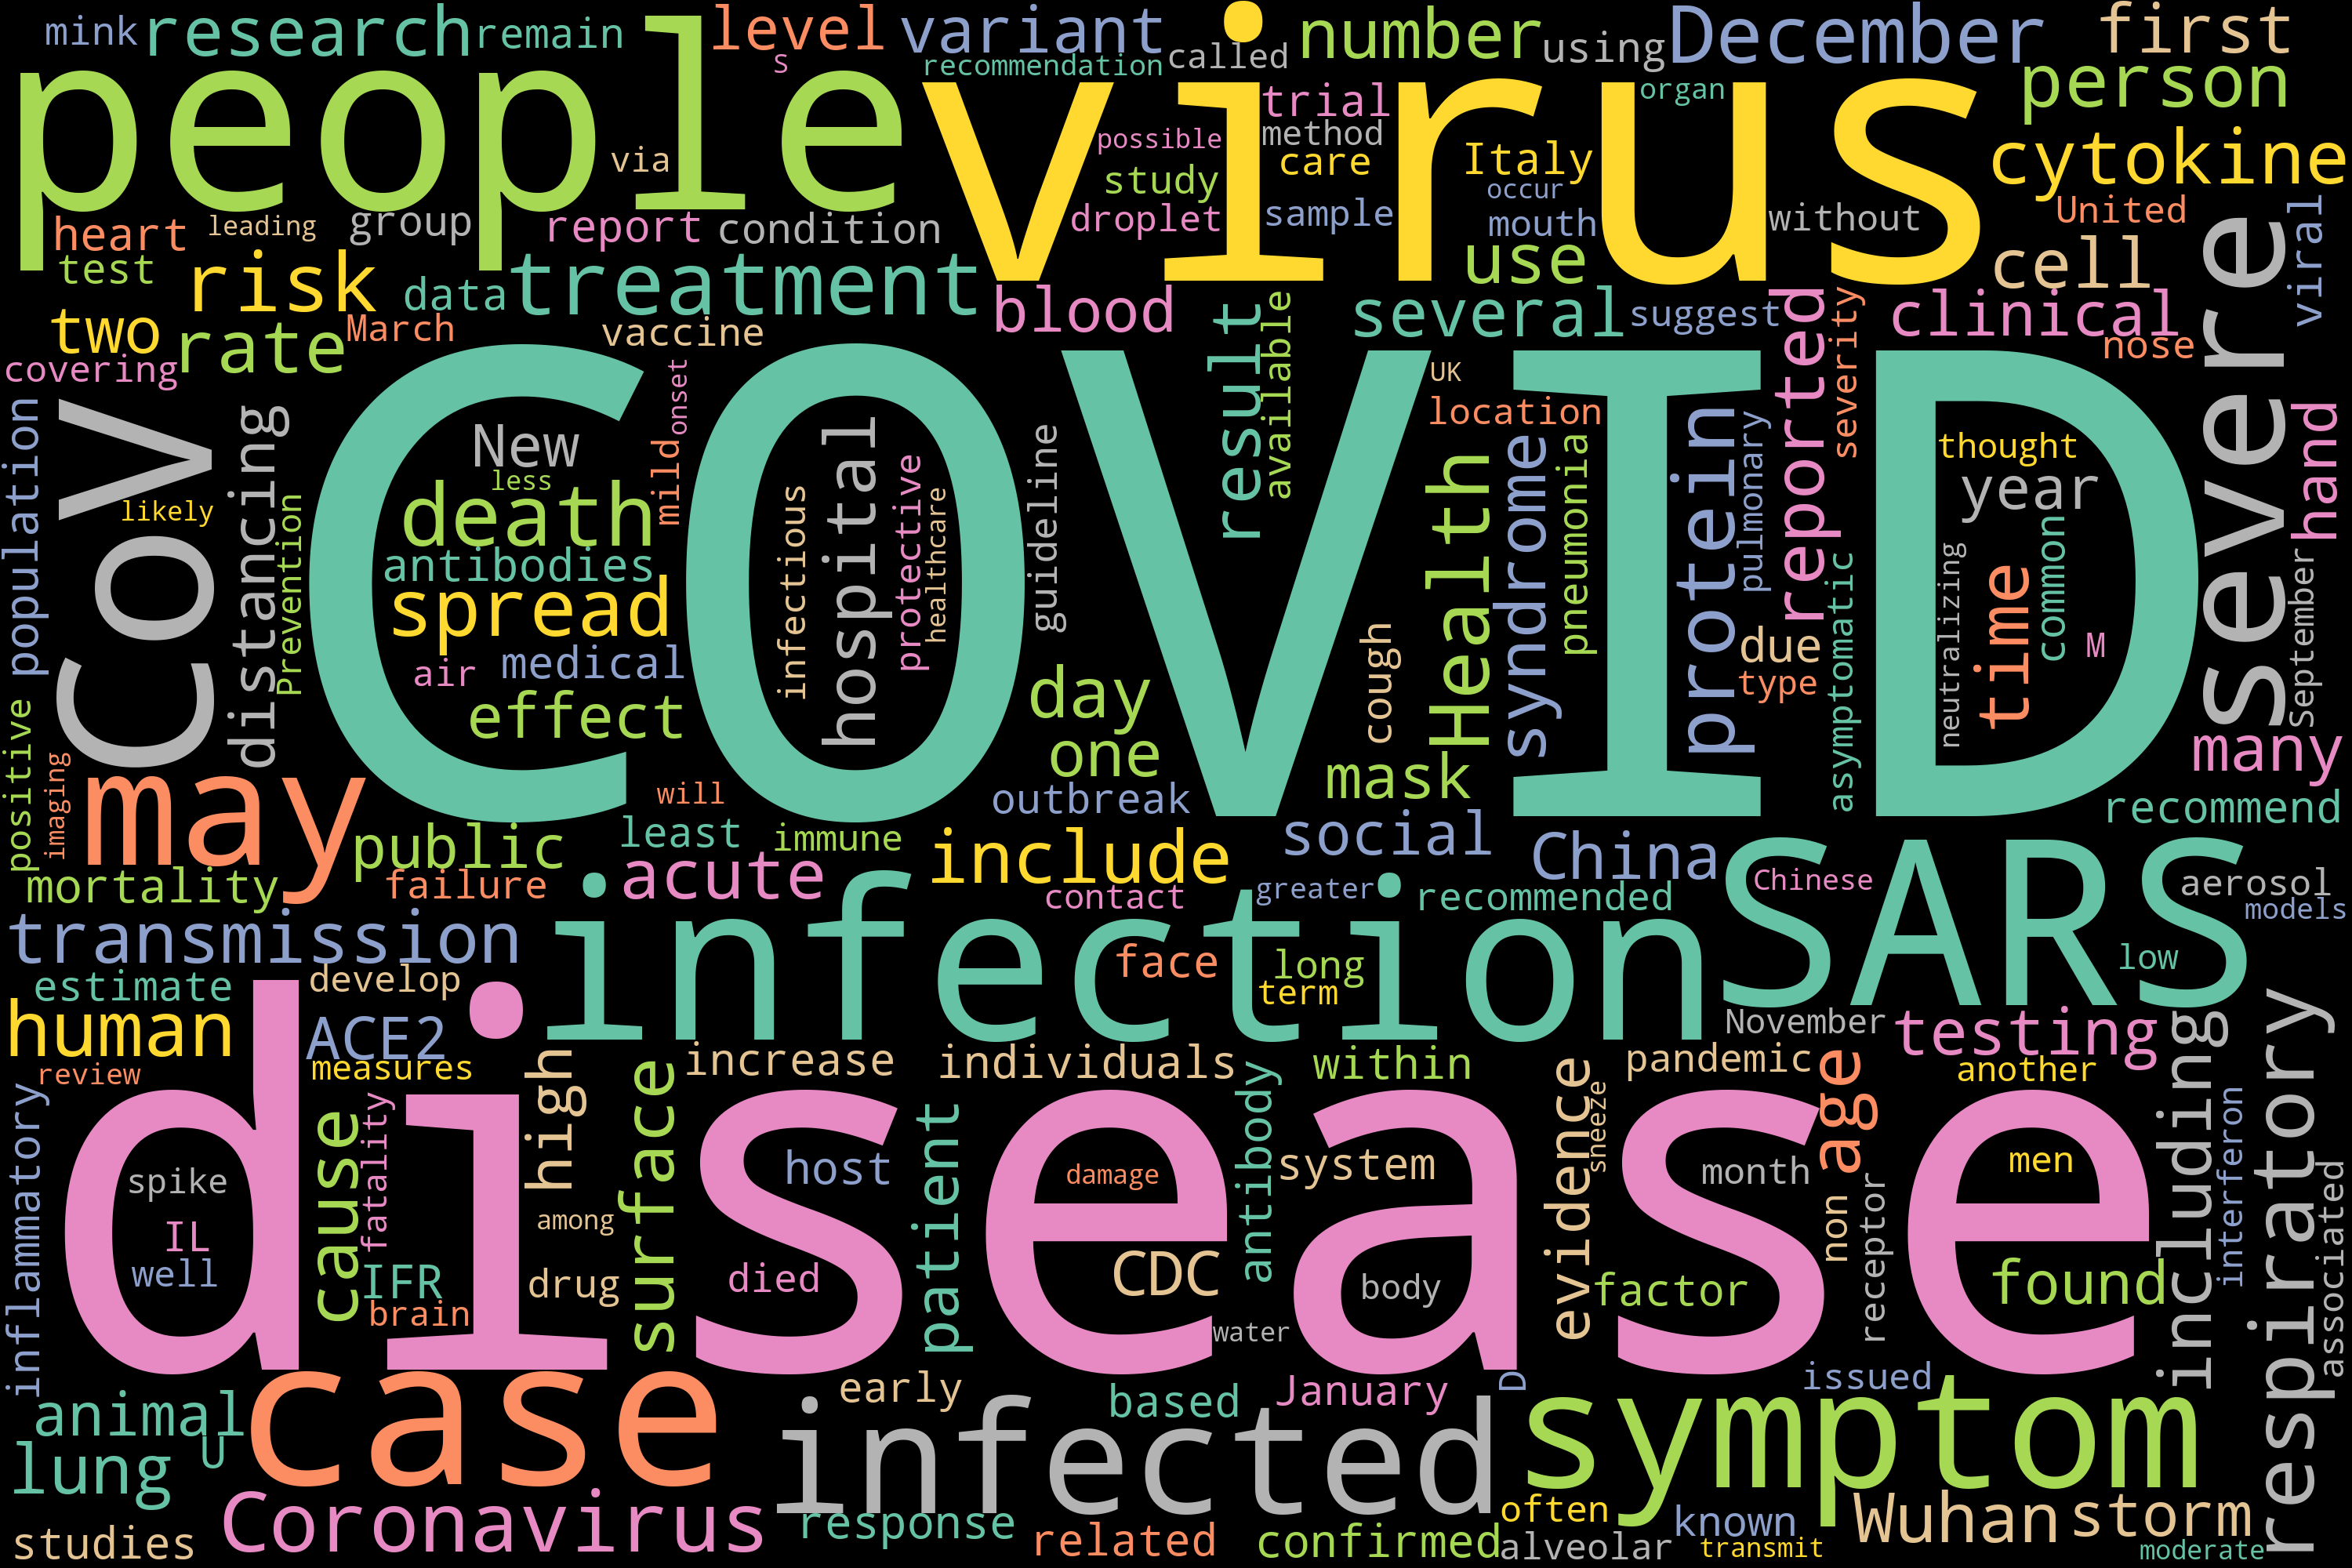 mink
research
remain
level
S
variant
recommendation
called
number
using
December
first
people
virus
trial
organ
person
possible
method
via
study
care
Italy
occur
cytokine
droplet
sample
mouth
without
United
viral
heart
leading
group
report
condition
use
cell
severe
test
risk
data
treatment
blood
result
available
several
suggest
reported
severity
clinical
nose
two
rate
March
vaccine
covering
onset
UK
location
COVID
CoV
population
likely
distancing
Prevention
New
less
death
antibodies
spread
air
medical
effect
mild
infectious
hospital
protective
healthcare
guideline
day
one
cough
Health
syndrome
pneumonia
protein
pulmonary
due
type
asymptomatic
thought
year
neutralizing
time
common
M
hand
September
many
positive
imaging
may
will
outbreak
mask
recommend
public
least
immune
include
social
China
SARS
mortality
failure
acute
contact
greater
recommended
Chinese
aerosol
models
transmission
infection
face
long
term
low
estimate
develop
November
testing
human
ACE2
review
measures
high
surface
increase
individuals
within
pandemic
another
including
respiratory
inflammatory
disease
cause
fatality
patient
antibody
evidence
sneeze
age
interferon
associated
spike
host
damage
system
month
men
IL
among
non
receptor
well
IFR
drug
died
CDC
body
factor
found
brain
water
case
early
based
January
D
issued
animal
U
infected
symptom
lung
Coronavirus
response
related
confirmed
often
known
Wuhan
storm
studies
alveolar
transmit
moderate